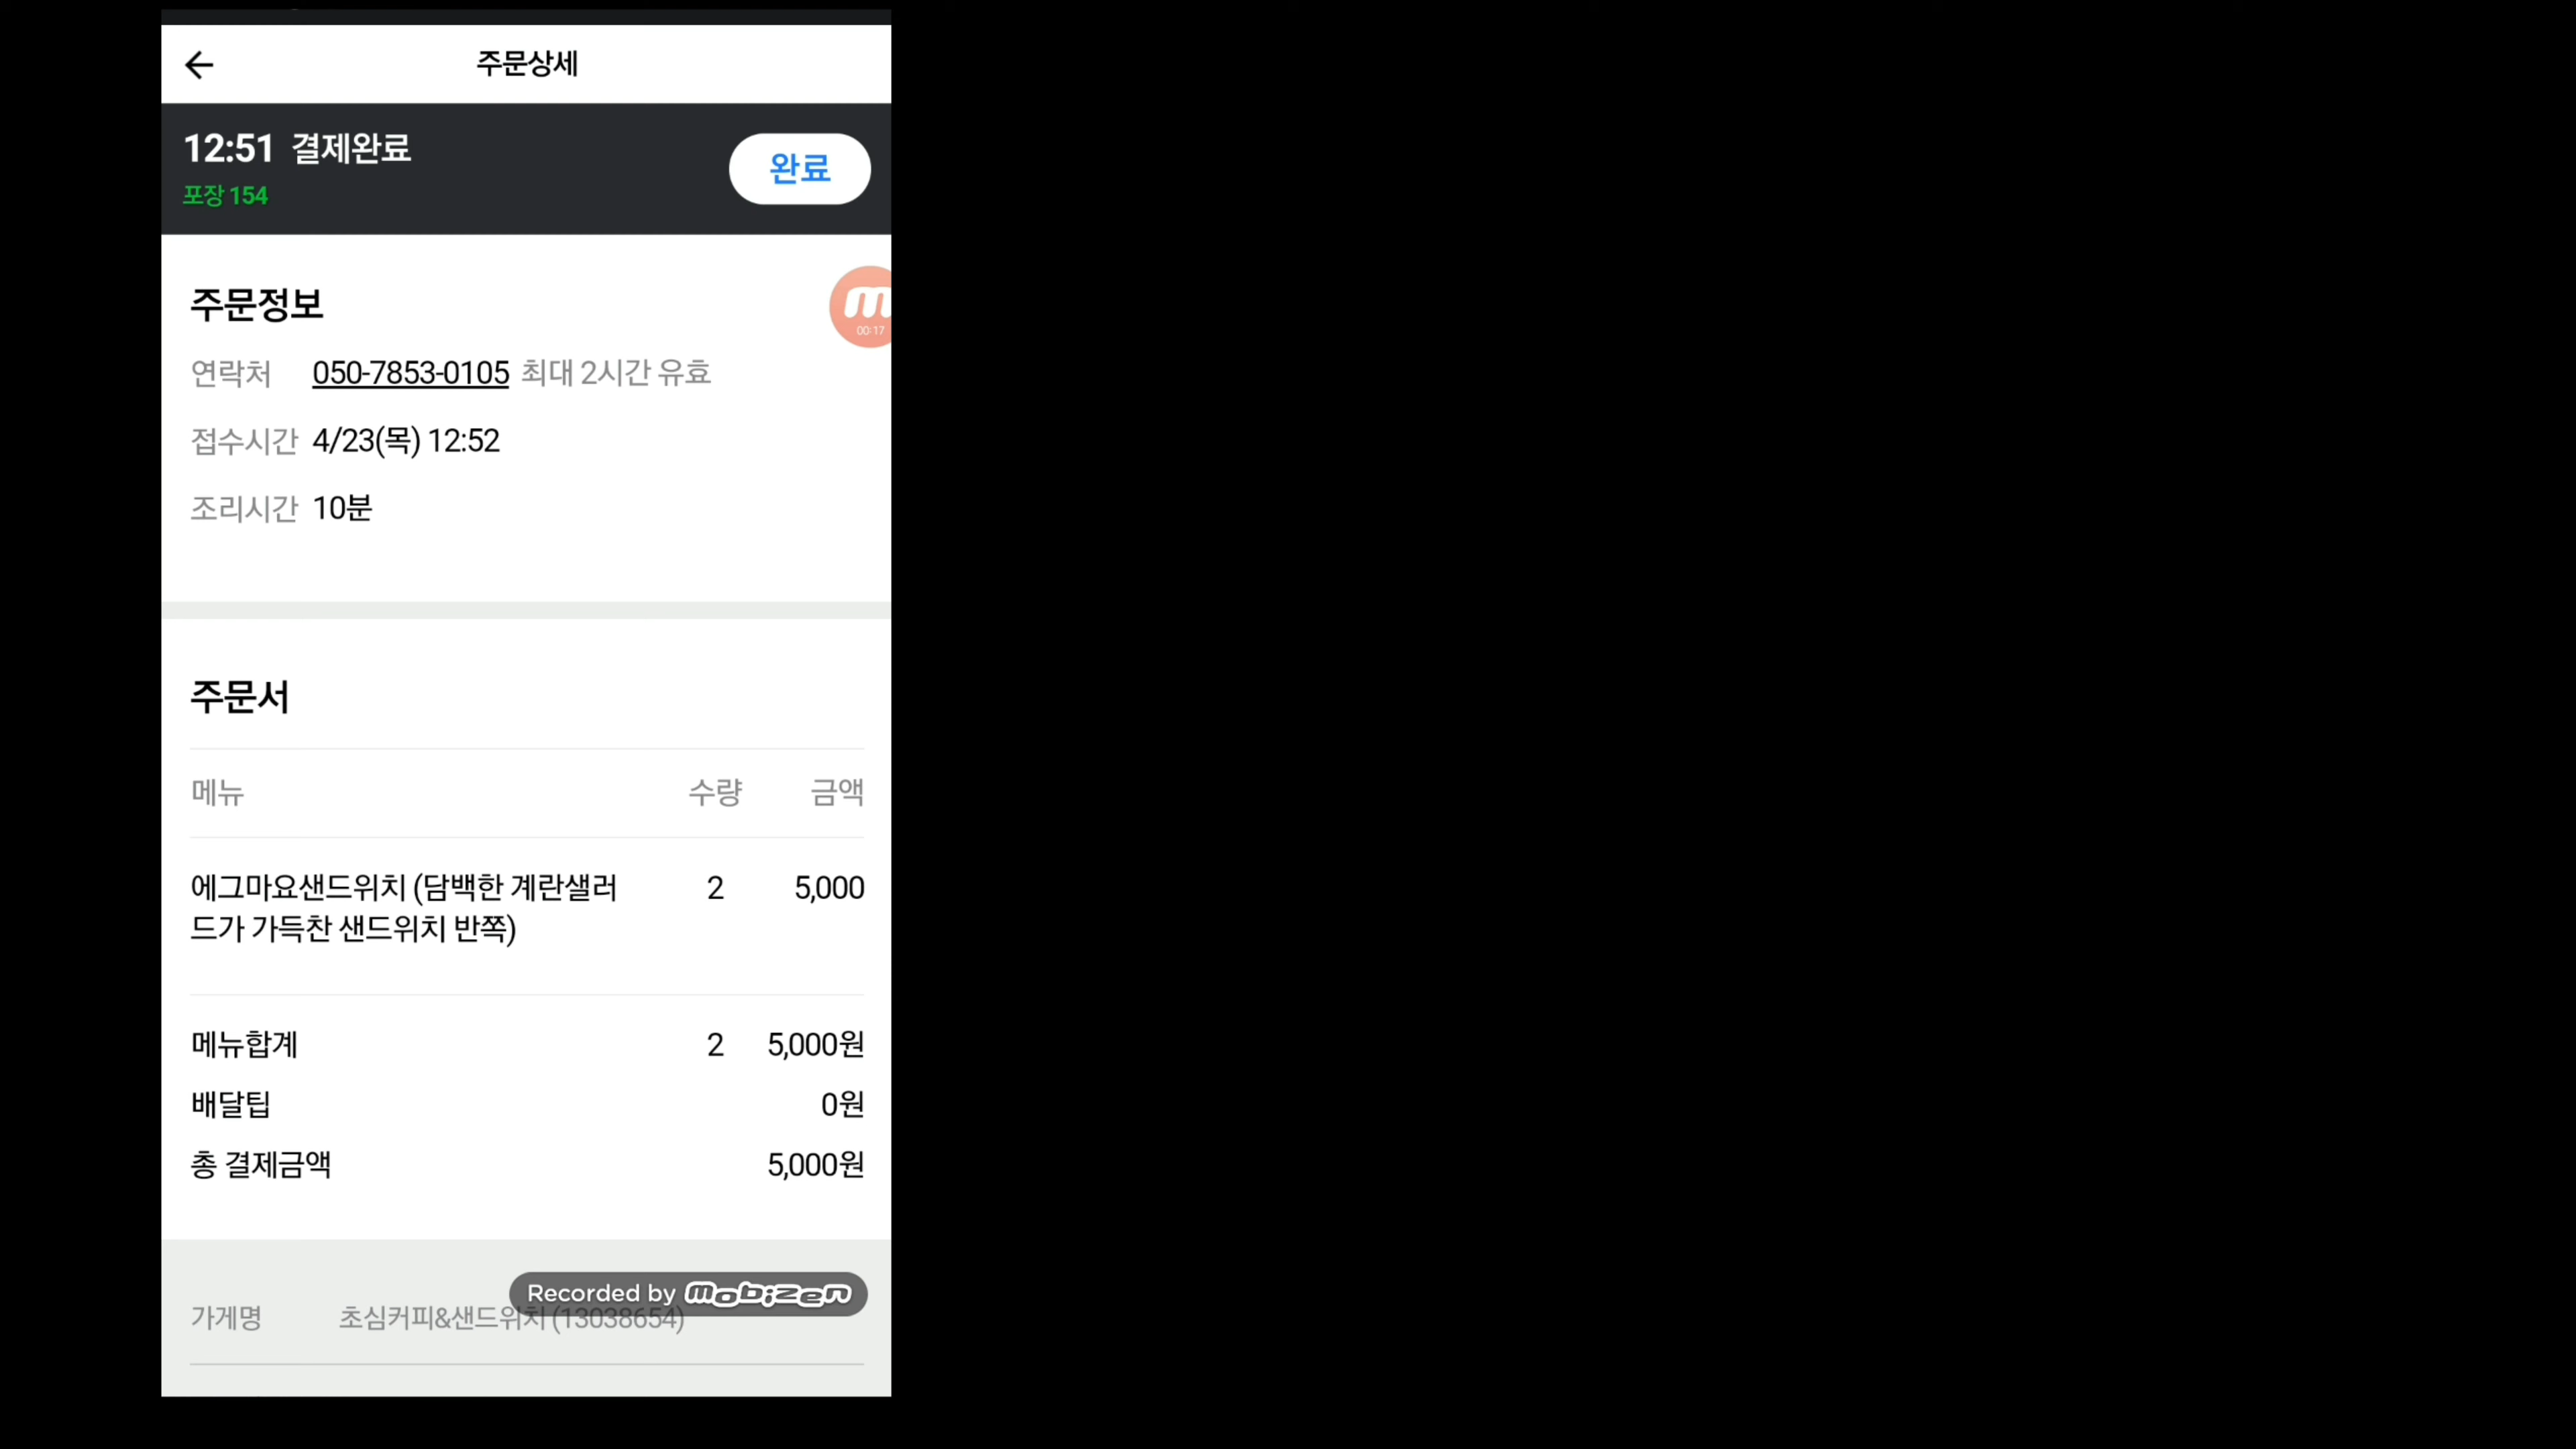 주문상세
12:51 결제완료
완료
포장 154
주문정보
m
00:17
연락처 050-7853-0105 최대 2시간 유효
접수시간 4/23(목) 12:52
조리시간 10분
주문서
메뉴 수량 금액
에그마요샌드위치 (담백한 계란샐러 2 5,000
드가 가득찬 샌드위치 반쪽)
메뉴합계 2 5,000원
배달팁 0원
총 결제금액 5,000원
Recorded by mobizen
가게명 초심커피&샌드위치 (13038654)